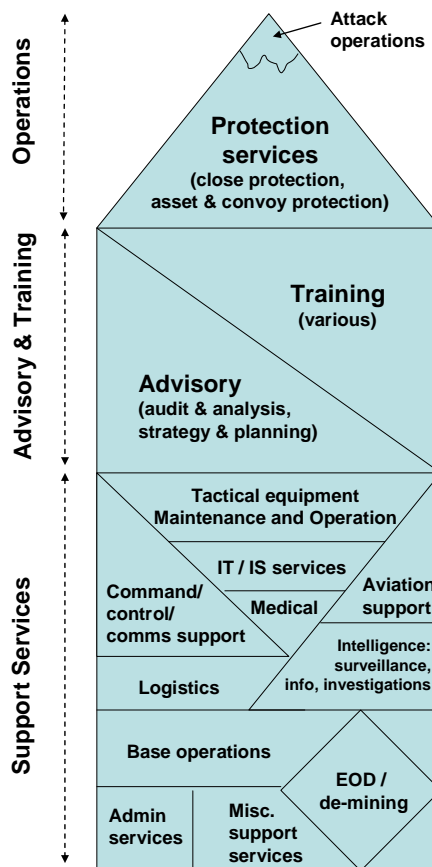 Operations
Attack
operations
Protection
services
(close protection,
asset & convoy protection)
Advisory & Training
Training
(various)
Advisory
(audit & analysis,
strategy & planning)
Support Services
Tactical equipment
Maintenance and Operation
IT / IS services
Medical
Command/
control/
comms support
Aviation
support
Intelligence:
surveillance,
info, investigations
Logistics
Base operations
EOD /
de-mining
Admin
services
Misc.
support
services